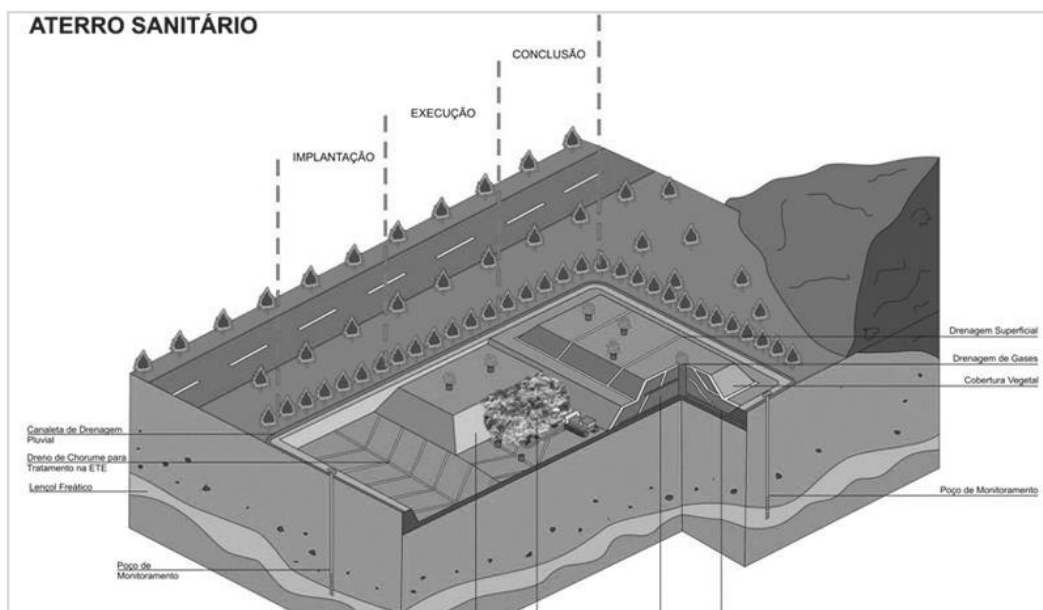 ATERRO SANITÁRIO
CONCLUSÃO
EXECUÇÃO
IMPLANTAÇÃO
Drenagem Superficial
Drenagem de Gases
Cobertura Vegetal
Canaleta de Drenagem
Pluvial
Dreno de Chorume para
Tratamento na ETE
Lençol Freático
Poço de Monitoramento
Poço de
Monitoramento